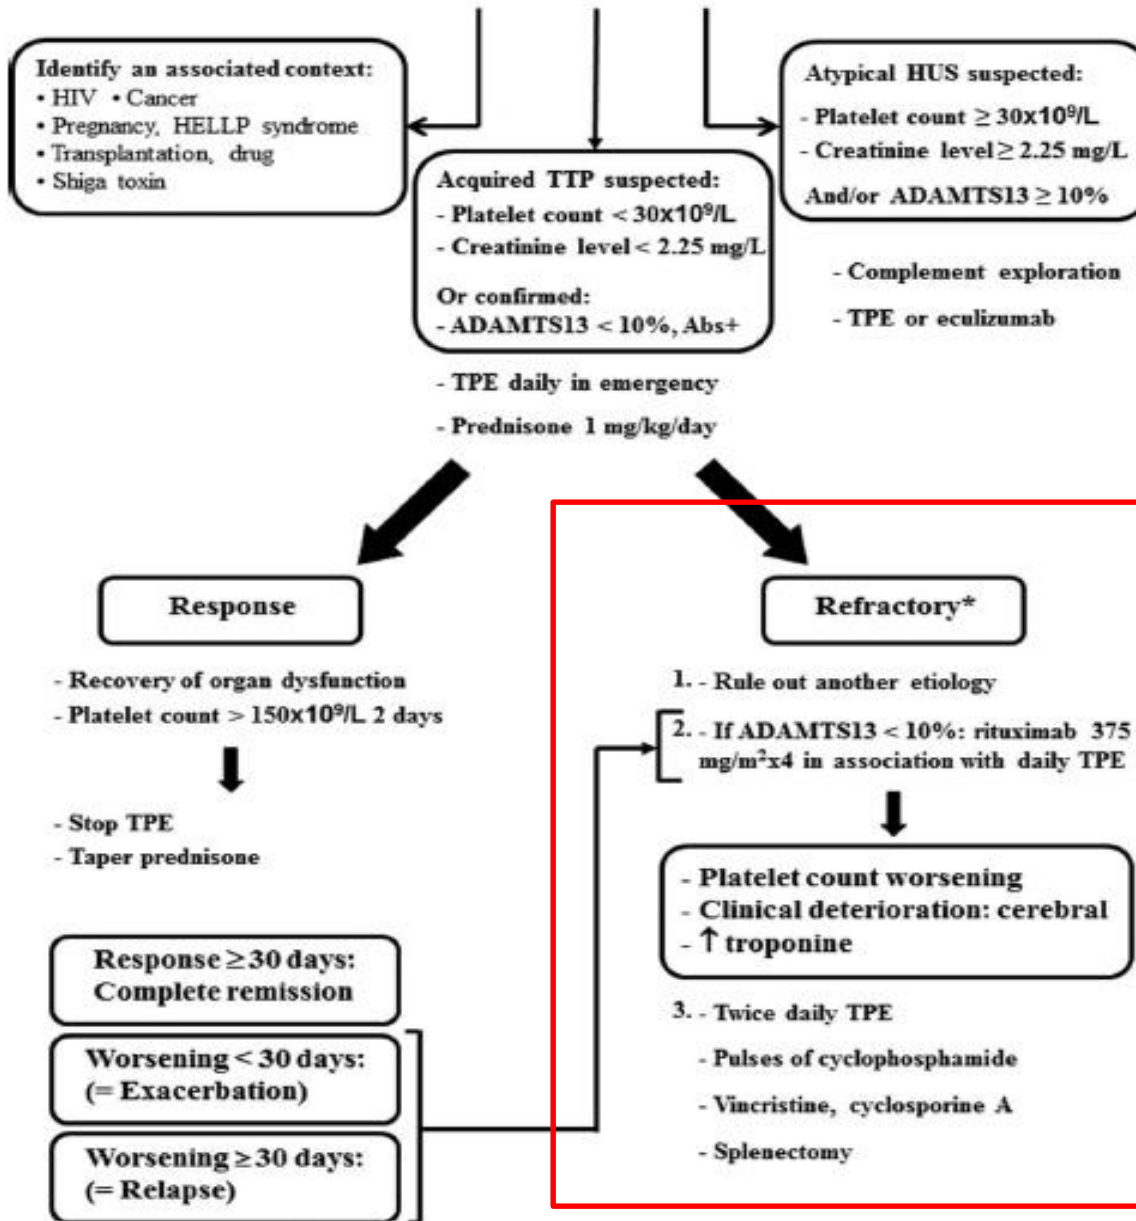 Identify an associated context:
• HIV • Cancer
• Pregnancy, HELLP syndrome
• Transplantation, drug
• Shiga toxin
Acquired TTP suspected:
- Platelet count < 30x10⁹/L
- Creatinine level < 2.25 mg/L
Or confirmed:
- ADAMTS13 < 10%, Abs+
Atypical HUS suspected:
- Platelet count ≥ 30x10⁹/L
- Creatinine level ≥ 2.25 mg/L
And/or ADAMTS13 ≥ 10%
- Complement exploration
- TPE or eculizumab
- TPE daily in emergency
- Prednisone 1 mg/kg/day
Response
- Recovery of organ dysfunction
- Platelet count > 150x10⁹/L 2 days
- Stop TPE
- Taper prednisone
Response ≥ 30 days:
Complete remission
Worsening < 30 days:
(= Exacerbation)
Worsening ≥ 30 days:
(= Relapse)
Refractory*
1. - Rule out another etiology
2. - If ADAMTS13 < 10%: rituximab 375
mg/m²x4 in association with daily TPE
- Platelet count worsening
- Clinical deterioration: cerebral
- ↑ troponine
3. - Twice daily TPE
- Pulses of cyclophosphamide
- Vincristine, cyclosporine A
- Splenectomy